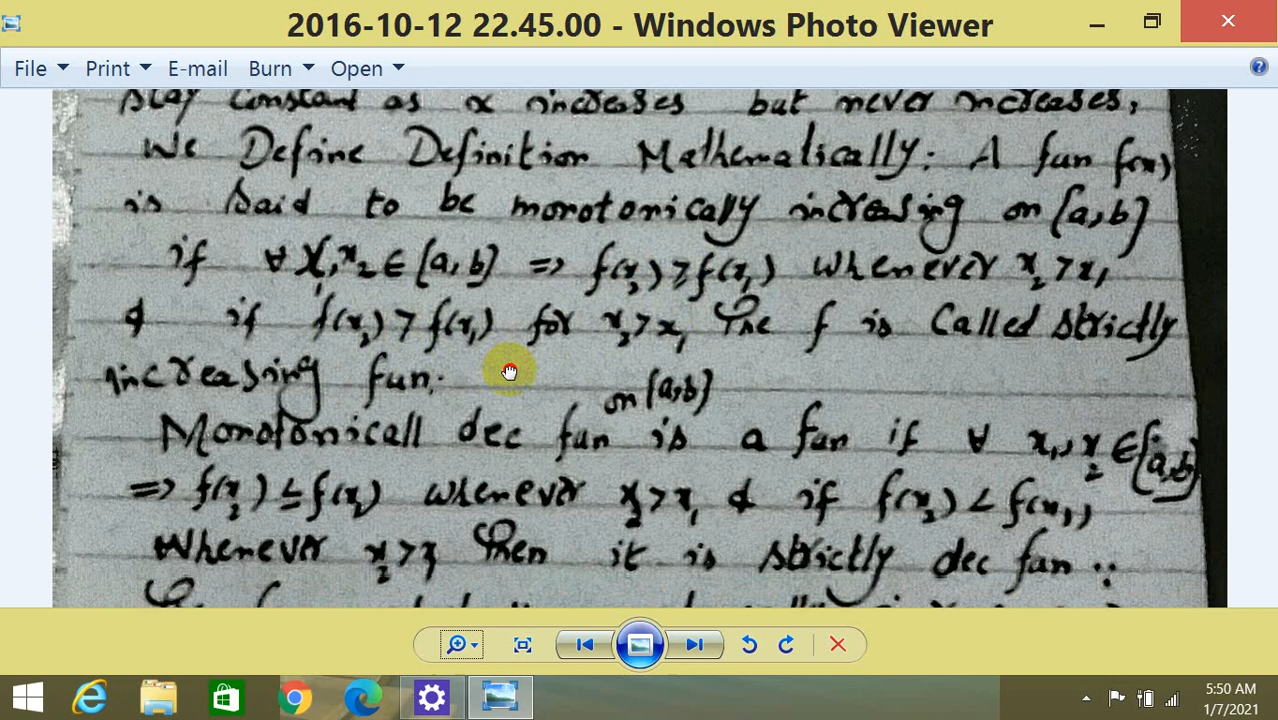 2016-10-12 22.45.00 - Windows Photo Viewer
File Print E-mail Burn Open
stay constant as x increases but never increases,
We Define Definition Mathematically: A fun f(x)
is said to be monotonically increasing on [a,b]
if ∀ x₁,x₂ ∈ [a,b] => f(x₂) ≥ f(x₁) whenever x₂ > x₁
& if f(x₂) > f(x₁) for x₂ > x₁ The f is Called strictly
increasing fun.
on [a,b]
Monotonicall dec fun is a fun if ∀ x₁, x₂ ∈ [a,b]
=> f(x₂) ≤ f(x₁) whenever x₂ > x₁ & if f(x₂) < f(x₁),
Whenever x₂ > x₁ Then it is strictly dec fun :.
5:50 AM
1/7/2021